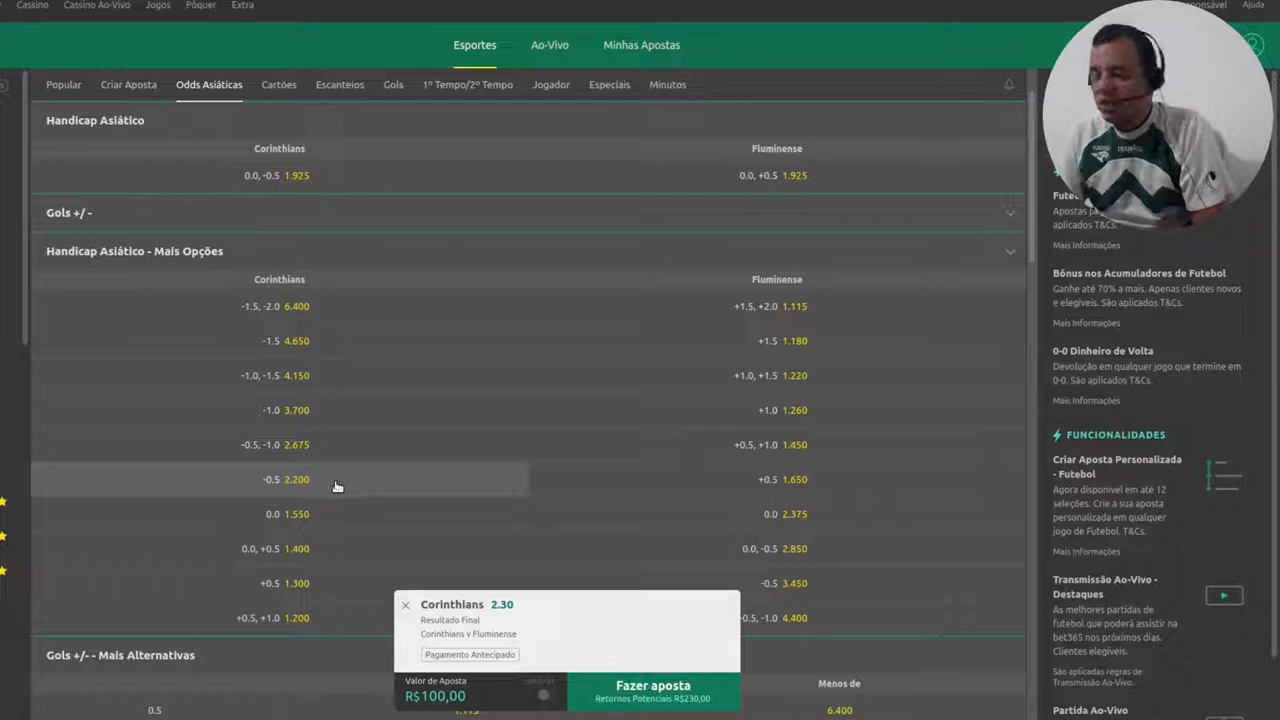 Cassino Cassino Ao-Vivo Jogos Pôquer Extra
Ajuda
Esportes Ao-Vivo Minhas Apostas
Popular Criar Aposta Odds Asiáticas Cartões Escanteios Gols 1º Tempo/2º Tempo Jogador Especiais Minutos
Handicap Asiático
Corinthians Fluminense
0.0, -0.5 1.925 0.0, +0.5 1.925
Gols +/-
Handicap Asiático - Mais Opções
Corinthians Fluminense
-1.5, -2.0 6.400 +1.5, +2.0 1.115
-1.5 4.650 +1.5 1.180
-1.0, -1.5 4.150 +1.0, +1.5 1.220
-1.0 3.700 +1.0 1.260
-0.5, -1.0 2.675 +0.5, +1.0 1.450
-0.5 2.200 +0.5 1.650
0.0 1.550 0.0 2.375
0.0, +0.5 1.400 0.0, -0.5 2.850
+0.5 1.300 -0.5 3.450
+0.5, +1.0 1.200 -1.0 4.400
Gols +/- - Mais Alternativas
Menos de
0.5 6.400
Corinthians 2.30
Resultado Final
Corinthians v Fluminense
Pagamento Antecipado
Valor de Aposta
R$100,00
Fazer aposta
Retornos Potenciais R$230,00
Apostas
aplicados T&Cs.
Mais Informações
Bônus nos Acumuladores de Futebol
Ganhe até 70% a mais. Apenas clientes novos
e elegíveis. São aplicados T&Cs.
Mais Informações
0-0 Dinheiro de Volta
Devolução em qualquer jogo que termine em
0-0. São aplicados T&Cs.
Mais Informações
FUNCIONALIDADES
Criar Aposta Personalizada
- Futebol
Agora disponível em até 12
seleções. Crie a sua aposta
personalizada em qualquer
jogo de Futebol. T&Cs.
Mais Informações
Transmissão Ao-Vivo -
Destaques
As melhores partidas de
futebol que poderá assistir na
bet365 nos próximos dias.
Clientes elegíveis.
São aplicadas regras de
Transmissão Ao-Vivo.
Partida Ao-Vivo